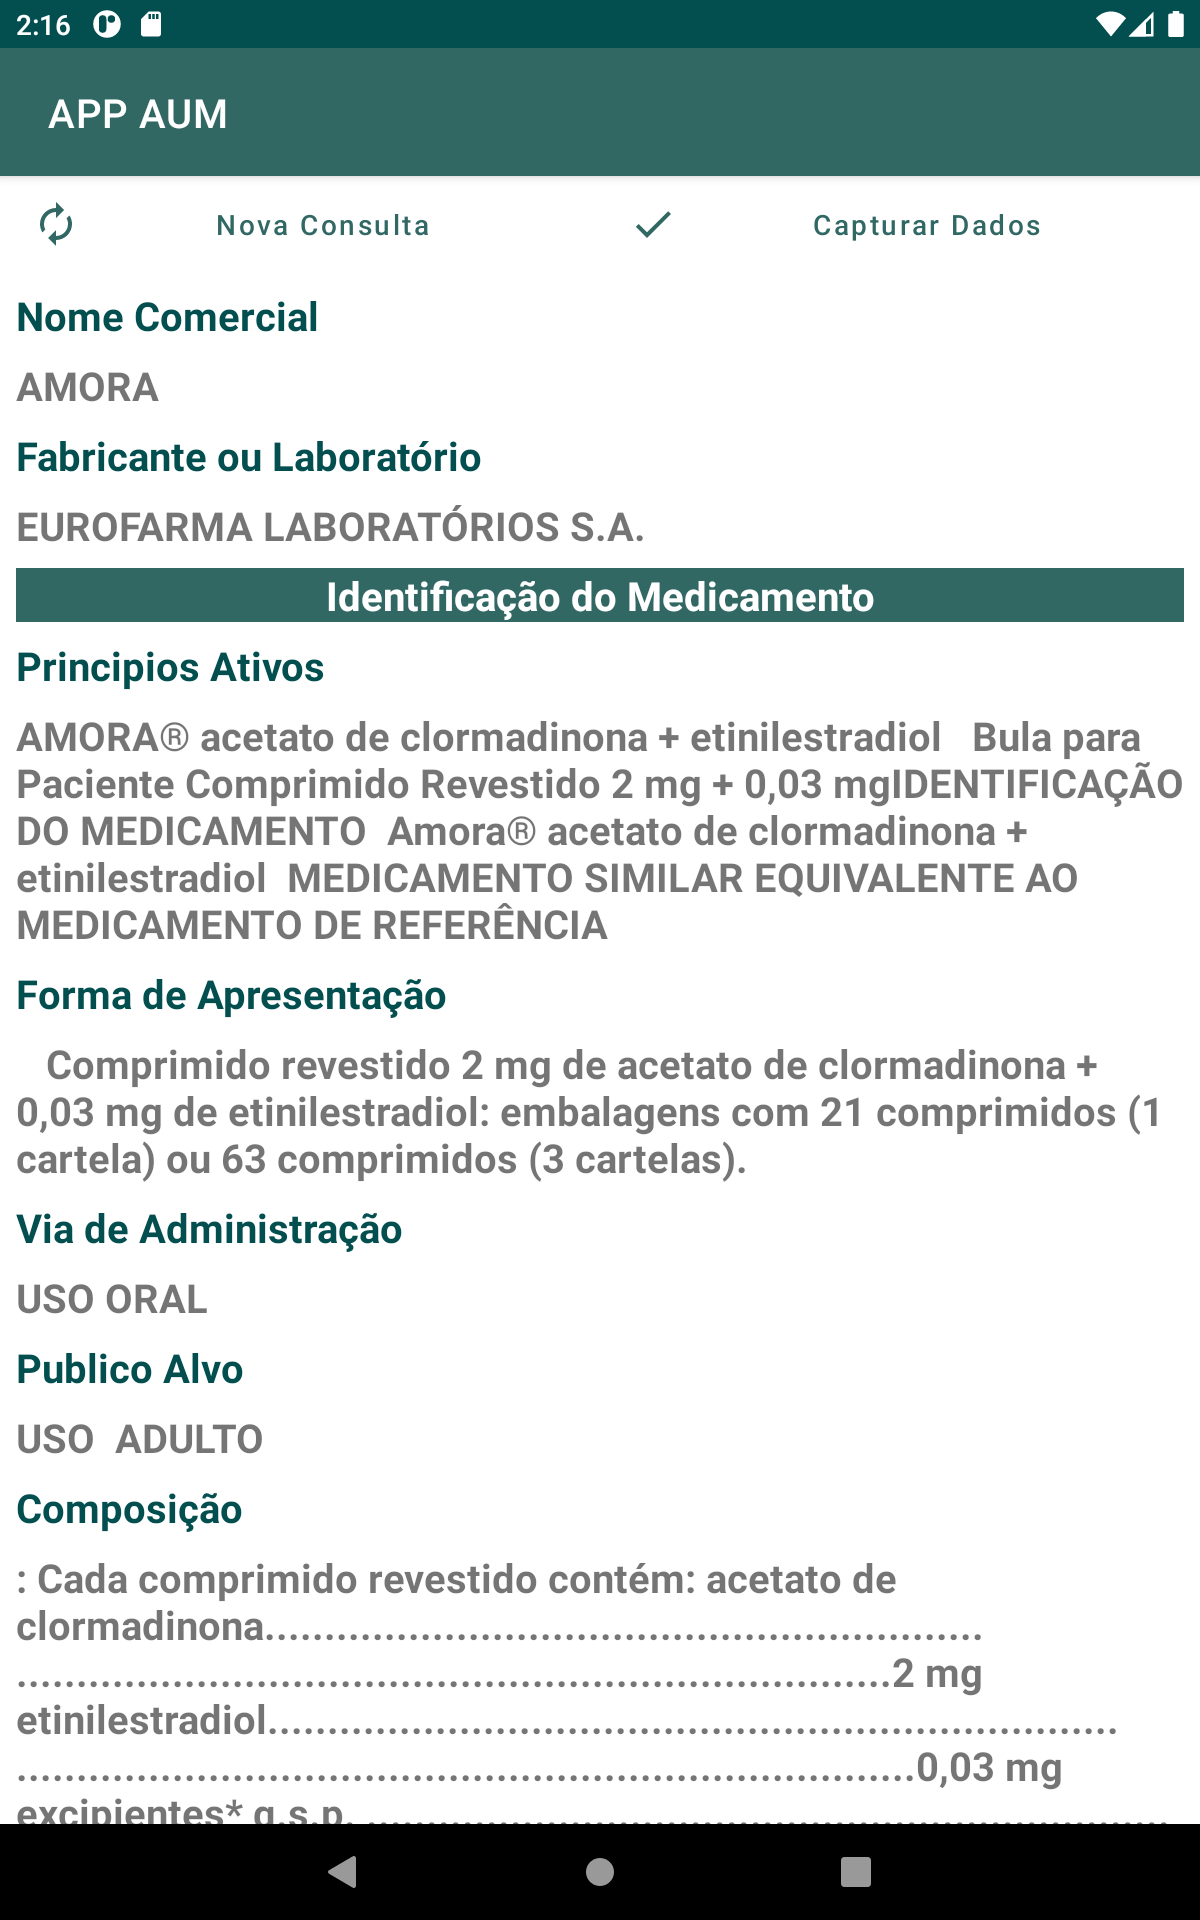 2:16
APP AUM
Nova Consulta
Capturar Dados
Nome Comercial
AMORA
Fabricante ou Laboratório
EUROFARMA LABORATÓRIOS S.A.
Identificação do Medicamento
Principios Ativos
AMORA® acetato de clormadinona + etinilestradiol   Bula para
Paciente Comprimido Revestido 2 mg + 0,03 mgIDENTIFICAÇÃO
DO MEDICAMENTO  Amora® acetato de clormadinona +
etinilestradiol  MEDICAMENTO SIMILAR EQUIVALENTE AO
MEDICAMENTO DE REFERÊNCIA
Forma de Apresentação
Comprimido revestido 2 mg de acetato de clormadinona +
0,03 mg de etinilestradiol: embalagens com 21 comprimidos (1
cartela) ou 63 comprimidos (3 cartelas).
Via de Administração
USO ORAL
Publico Alvo
USO  ADULTO
Composição
: Cada comprimido revestido contém: acetato de
clormadinona............................................................
.........................................................................2 mg
etinilestradiol.......................................................................
...........................................................................0,03 mg
excipientes* q.s.p. ...................................................................